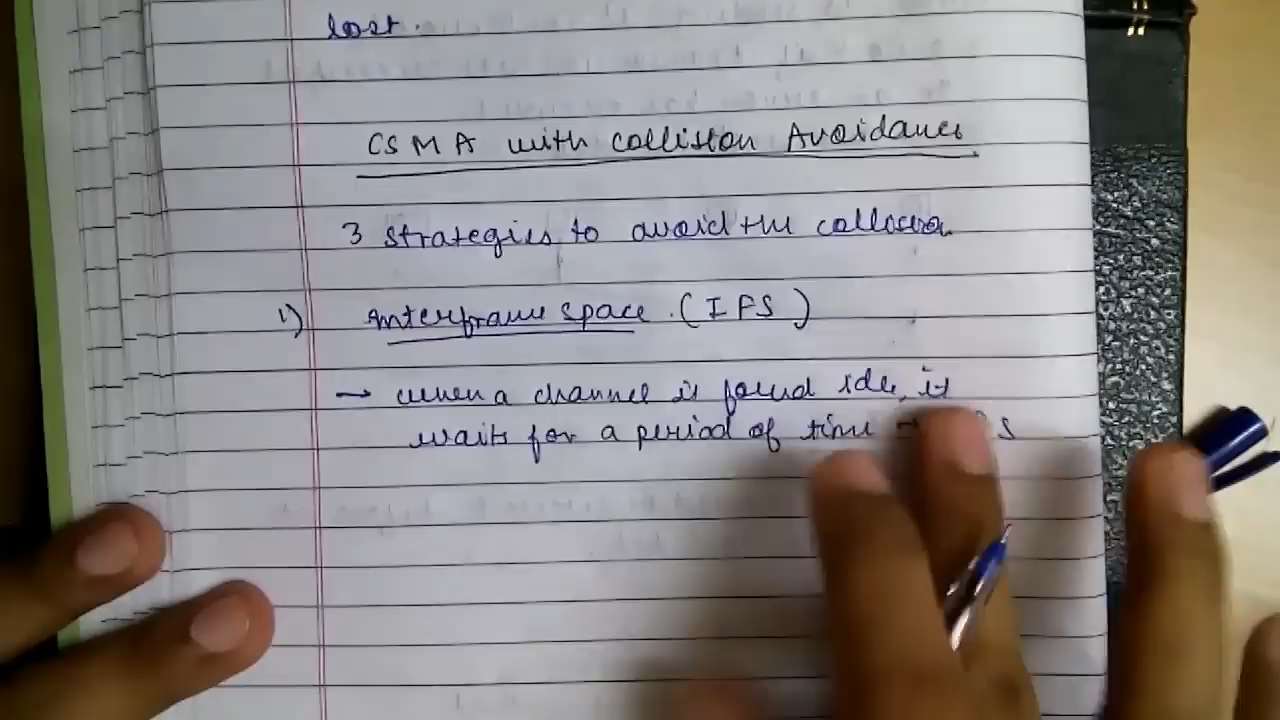 lost.
CSMA with collision Avoidance
3 strategies to avoid the collision
1) Interframe space. (IFS)
→ when a channel is found idle, it
waits for a period of time →